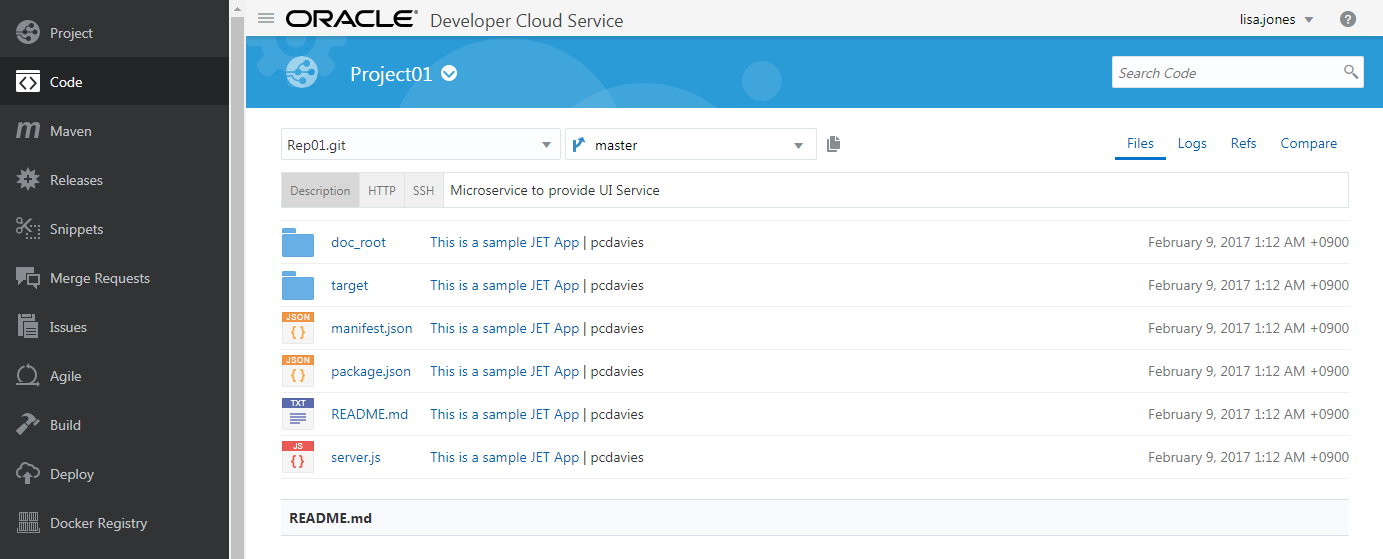 Project
Code
Maven
Releases
Snippets
Merge Requests
Issues
Agile
Build
Deploy
Docker Registry
ORACLE® Developer Cloud Service
lisa.jones
?
Project01
Search Code
Rep01.git
master
Files Logs Refs Compare
Description HTTP SSH Microservice to provide UI Service
doc_root This is a sample JET App | pcdavies February 9, 2017 1:12 AM +0900
target This is a sample JET App | pcdavies February 9, 2017 1:12 AM +0900
JSON { } manifest.json This is a sample JET App | pcdavies February 9, 2017 1:12 AM +0900
JSON { } package.json This is a sample JET App | pcdavies February 9, 2017 1:12 AM +0900
TXT README.md This is a sample JET App | pcdavies February 9, 2017 1:12 AM +0900
JS { } server.js This is a sample JET App | pcdavies February 9, 2017 1:12 AM +0900
README.md